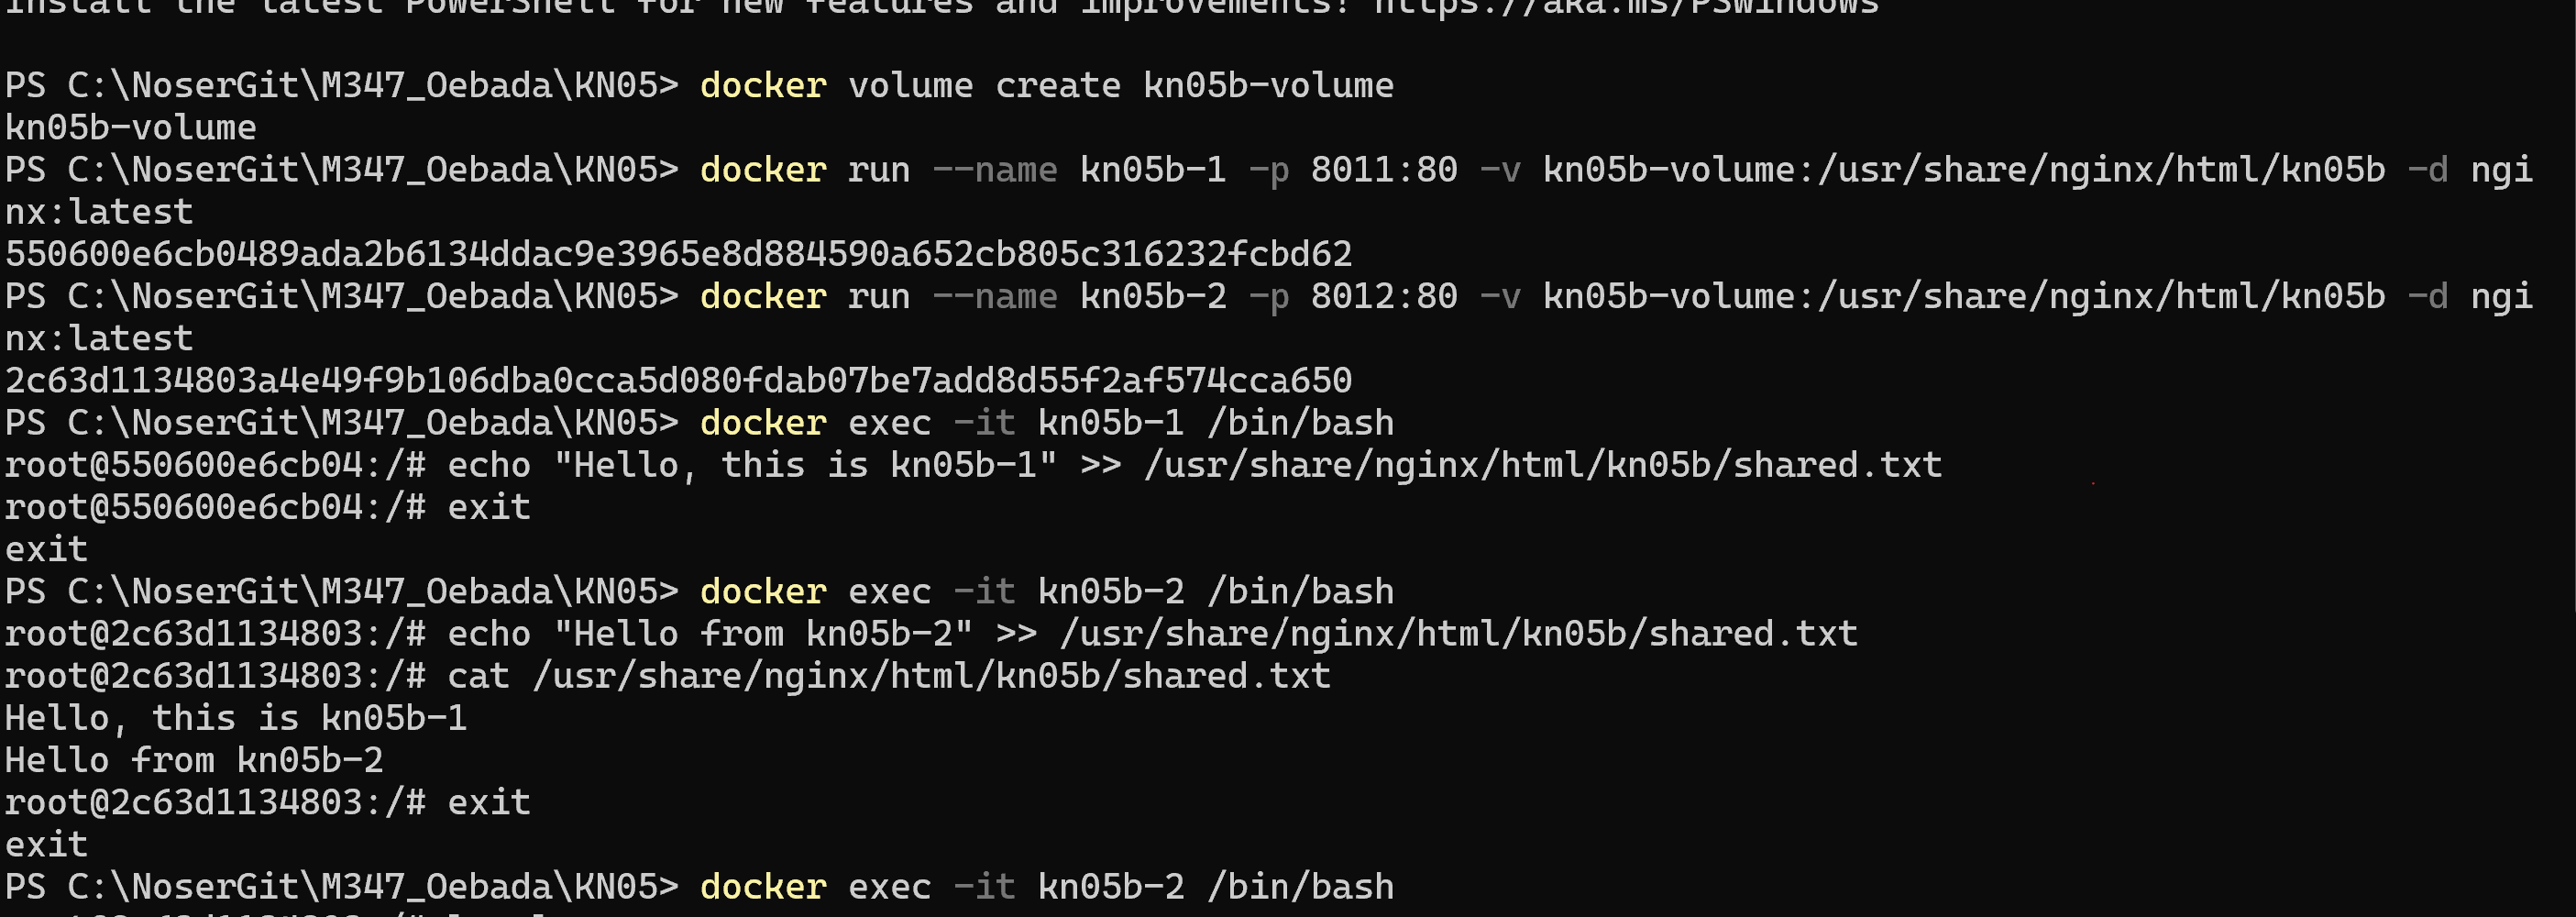 Install the latest PowerShell for new features and improvements! https://aka.ms/PSWindows
PS C:\NoserGit\M347_Oebada\KN05> docker volume create kn05b-volume
kn05b-volume
PS C:\NoserGit\M347_Oebada\KN05> docker run --name kn05b-1 -p 8011:80 -v kn05b-volume:/usr/share/nginx/html/kn05b -d ngi
nx:latest
550600e6cb0489ada2b6134ddac9e3965e8d884590a652cb805c316232fcbd62
PS C:\NoserGit\M347_Oebada\KN05> docker run --name kn05b-2 -p 8012:80 -v kn05b-volume:/usr/share/nginx/html/kn05b -d ngi
nx:latest
2c63d1134803a4e49f9b106dba0cca5d080fdab07be7add8d55f2af574cca650
PS C:\NoserGit\M347_Oebada\KN05> docker exec -it kn05b-1 /bin/bash
root@550600e6cb04:/# echo "Hello, this is kn05b-1" >> /usr/share/nginx/html/kn05b/shared.txt
root@550600e6cb04:/# exit
exit
PS C:\NoserGit\M347_Oebada\KN05> docker exec -it kn05b-2 /bin/bash
root@2c63d1134803:/# echo "Hello from kn05b-2" >> /usr/share/nginx/html/kn05b/shared.txt
root@2c63d1134803:/# cat /usr/share/nginx/html/kn05b/shared.txt
Hello, this is kn05b-1
Hello from kn05b-2
root@2c63d1134803:/# exit
exit
PS C:\NoserGit\M347_Oebada\KN05> docker exec -it kn05b-2 /bin/bash